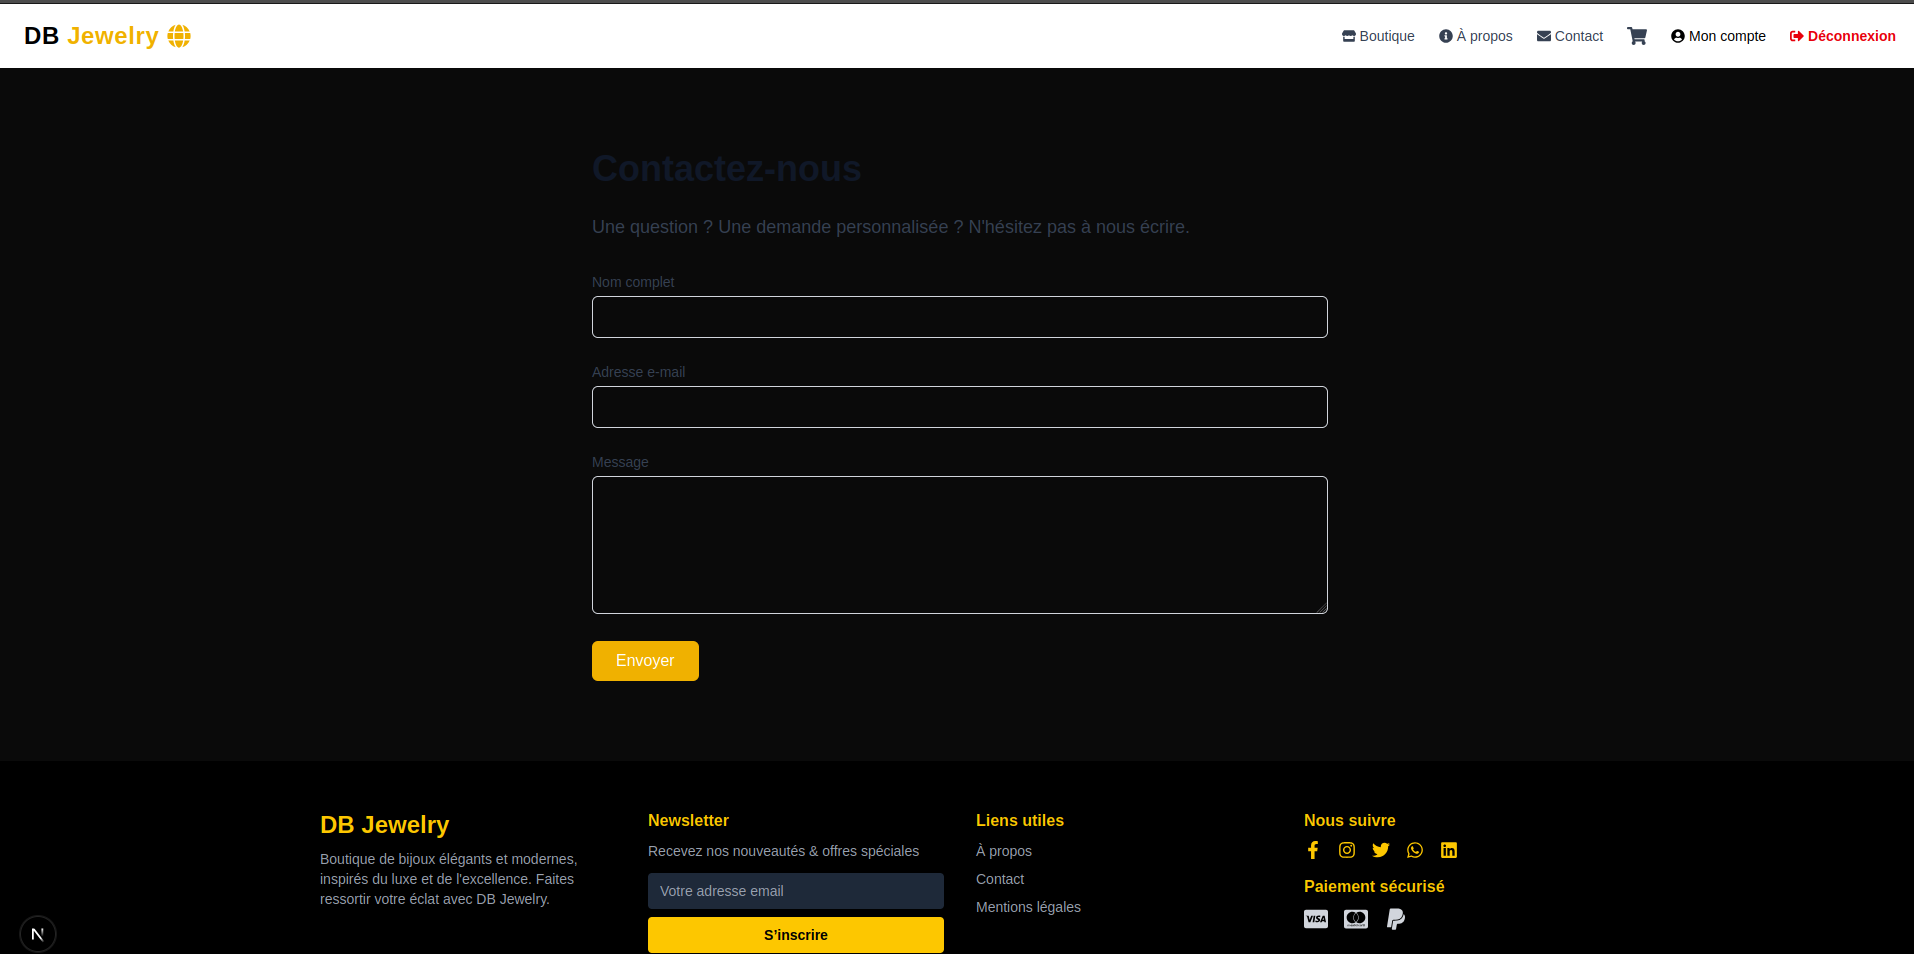 DB Jewelry
Boutique
À propos
Contact
Mon compte
Déconnexion
Contactez-nous
Une question ? Une demande personnalisée ? N'hésitez pas à nous écrire.
Nom complet
Adresse e-mail
Message
Envoyer
DB Jewelry
Boutique de bijoux élégants et modernes,
inspirés du luxe et de l'excellence. Faites
ressortir votre éclat avec DB Jewelry.
Newsletter
Recevez nos nouveautés & offres spéciales
Votre adresse email
S’inscrire
Liens utiles
À propos
Contact
Mentions légales
Nous suivre
Paiement sécurisé
VISA